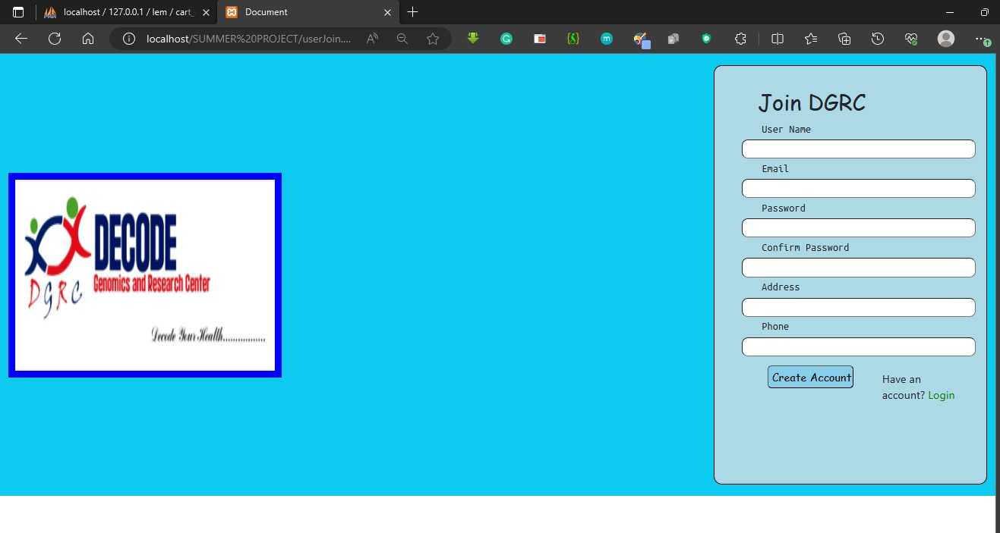 localhost / 127.0.0.1 / lem / cart_
Document
localhost/SUMMER%20PROJECT/userJoin....
Join DGRC
User Name
Email
Password
Confirm Password
Address
Phone
Create Account
Have an
account? Login
DECODE
Genomics and Research Center
DGRC
Decode Your Health................